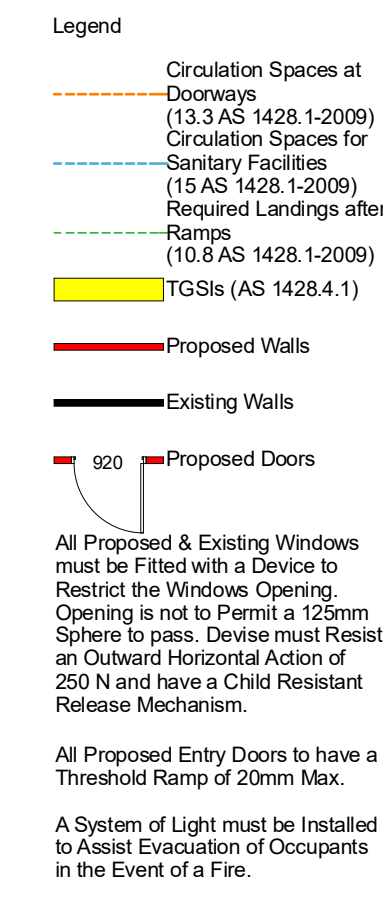 Legend
Circulation Spaces at
Doorways
(13.3 AS 1428.1-2009)
Circulation Spaces for
Sanitary Facilities
(15 AS 1428.1-2009)
Required Landings after
Ramps
(10.8 AS 1428.1-2009)
TGSIs (AS 1428.4.1)
Proposed Walls
Existing Walls
920 Proposed Doors
All Proposed & Existing Windows
must be Fitted with a Device to
Restrict the Windows Opening.
Opening is not to Permit a 125mm
Sphere to pass. Devise must Resist
an Outward Horizontal Action of
250 N and have a Child Resistant
Release Mechanism.
All Proposed Entry Doors to have a
Threshold Ramp of 20mm Max.
A System of Light must be Installed
to Assist Evacuation of Occupants
in the Event of a Fire.